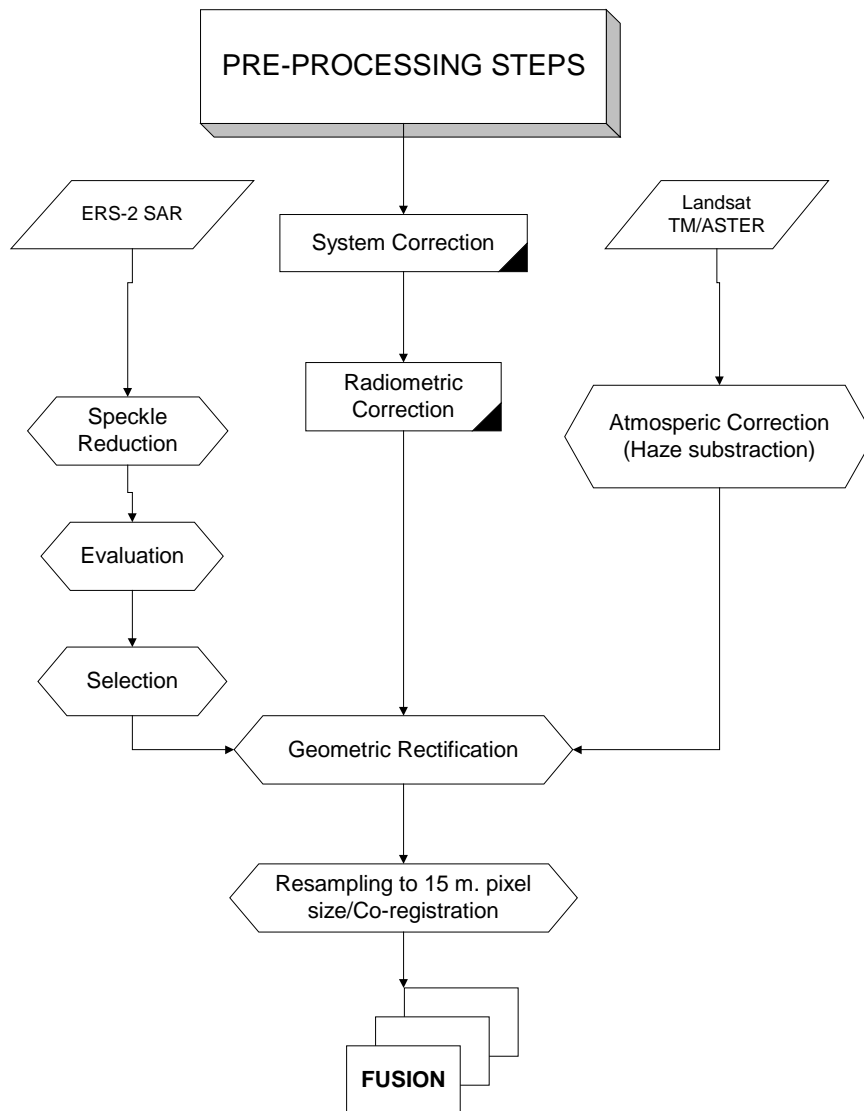 PRE-PROCESSING STEPS
ERS-2 SAR
Landsat
TM/ASTER
System Correction
Radiometric
Correction
Speckle
Reduction
Atmosperic Correction
(Haze substraction)
Evaluation
Selection
Geometric Rectification
Resampling to 15 m. pixel
size/Co-registration
FUSION